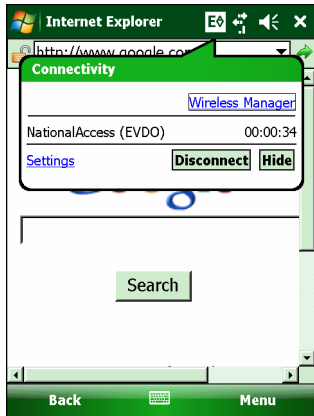 Internet Explorer
E
http://www.google.co
Connectivity
Wireless Manager
NationalAccess (EVDO) 00:00:34
Settings Disconnect Hide
Search
Back Menu